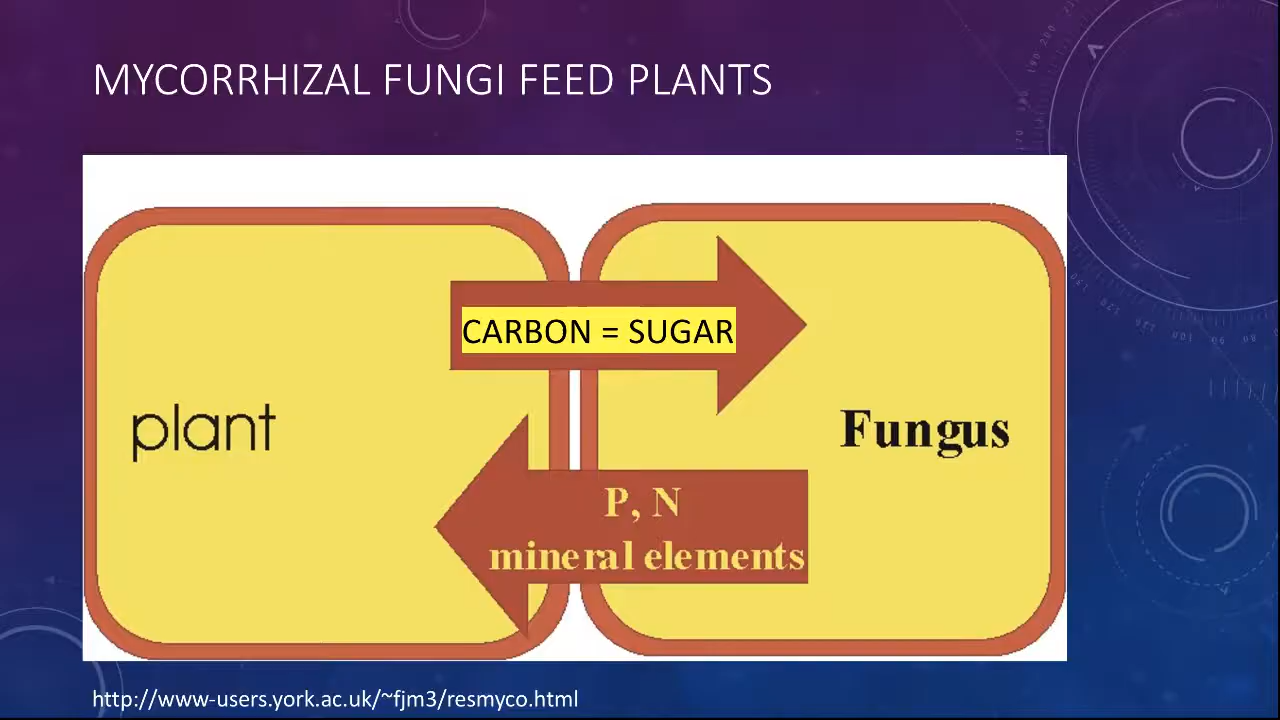 MYCORRHIZAL FUNGI FEED PLANTS
CARBON = SUGAR
plant
Fungus
P, N
mineral elements
http://www-users.york.ac.uk/~fjm3/resmyco.html